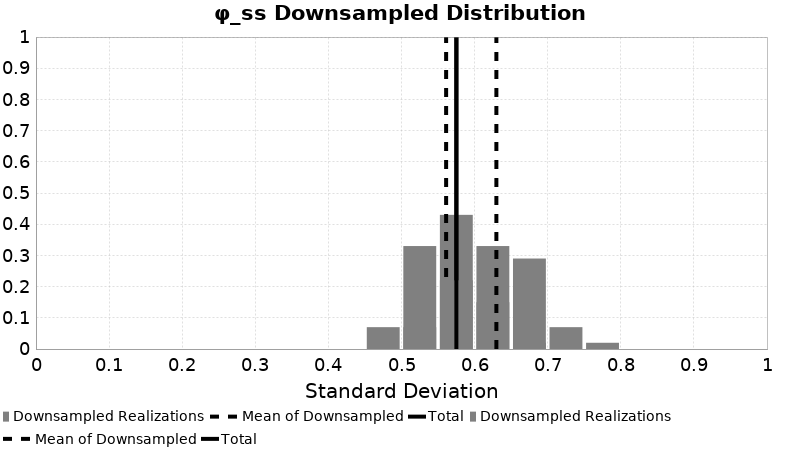 φ_ss Downsampled Distribution
1
0.9
0.8
0.7
0.6
0.5
0.4
0.3
0.2
0.1
0
0 0.1 0.2 0.3 0.4 0.5 0.6 0.7 0.8 0.9 1
Standard Deviation
Downsampled Realizations Mean of Downsampled Total Downsampled Realizations
Mean of Downsampled Total